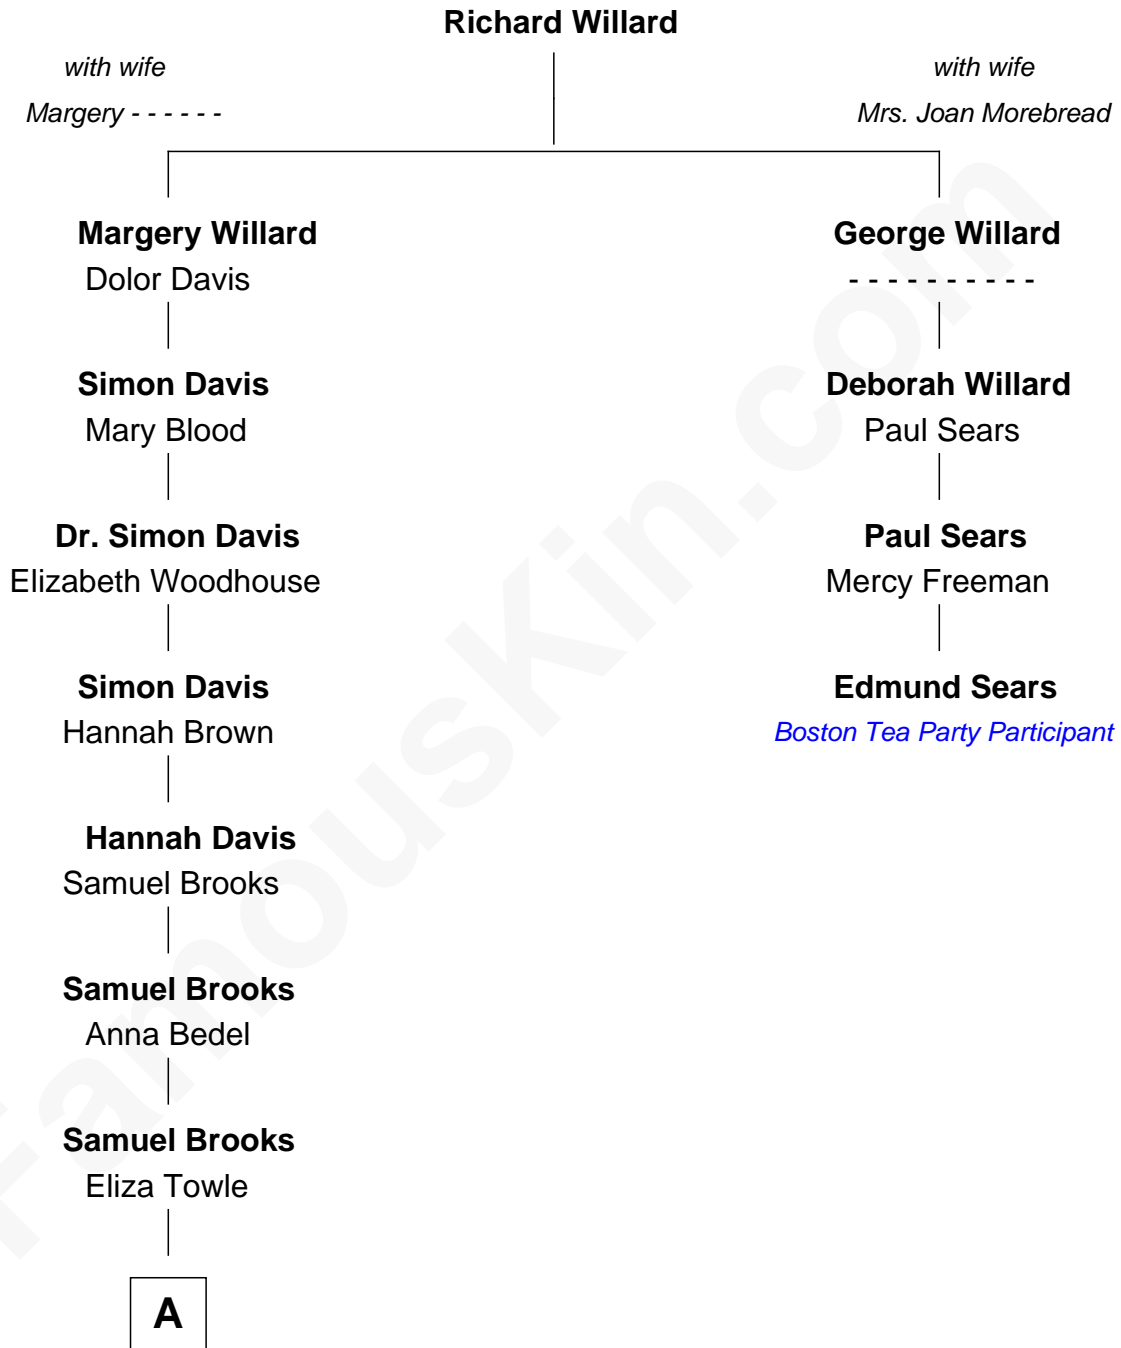 Richard Willard
with wife
with wife
Margery - - - - - -
Mrs. Joan Morebread
Margery Willard
George Willard
Dolor Davis
- - - - - - - - - -
Simon Davis
Deborah Willard
Mary Blood
Paul Sears
Dr. Simon Davis
Paul Sears
Elizabeth Woodhouse
Mercy Freeman
Simon Davis
Edmund Sears
Hannah Brown
Boston Tea Party Participant
Hannah Davis
Samuel Brooks
Samuel Brooks
Anna Bedel
Samuel Brooks
Eliza Towle
A
FamousKin.com